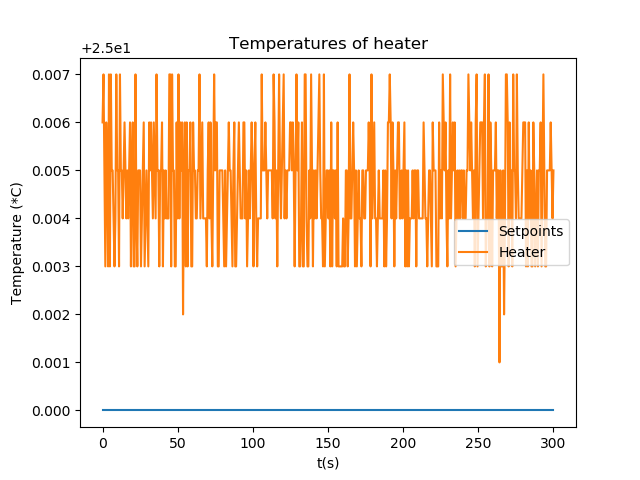 Temperatures of heater
+2.5e1
0.007
0.006
0.005
0.004
0.003
0.002
0.001
0.000
Temperature (*C)
Setpoints
Heater
0 50 100 150 200 250 300
t(s)